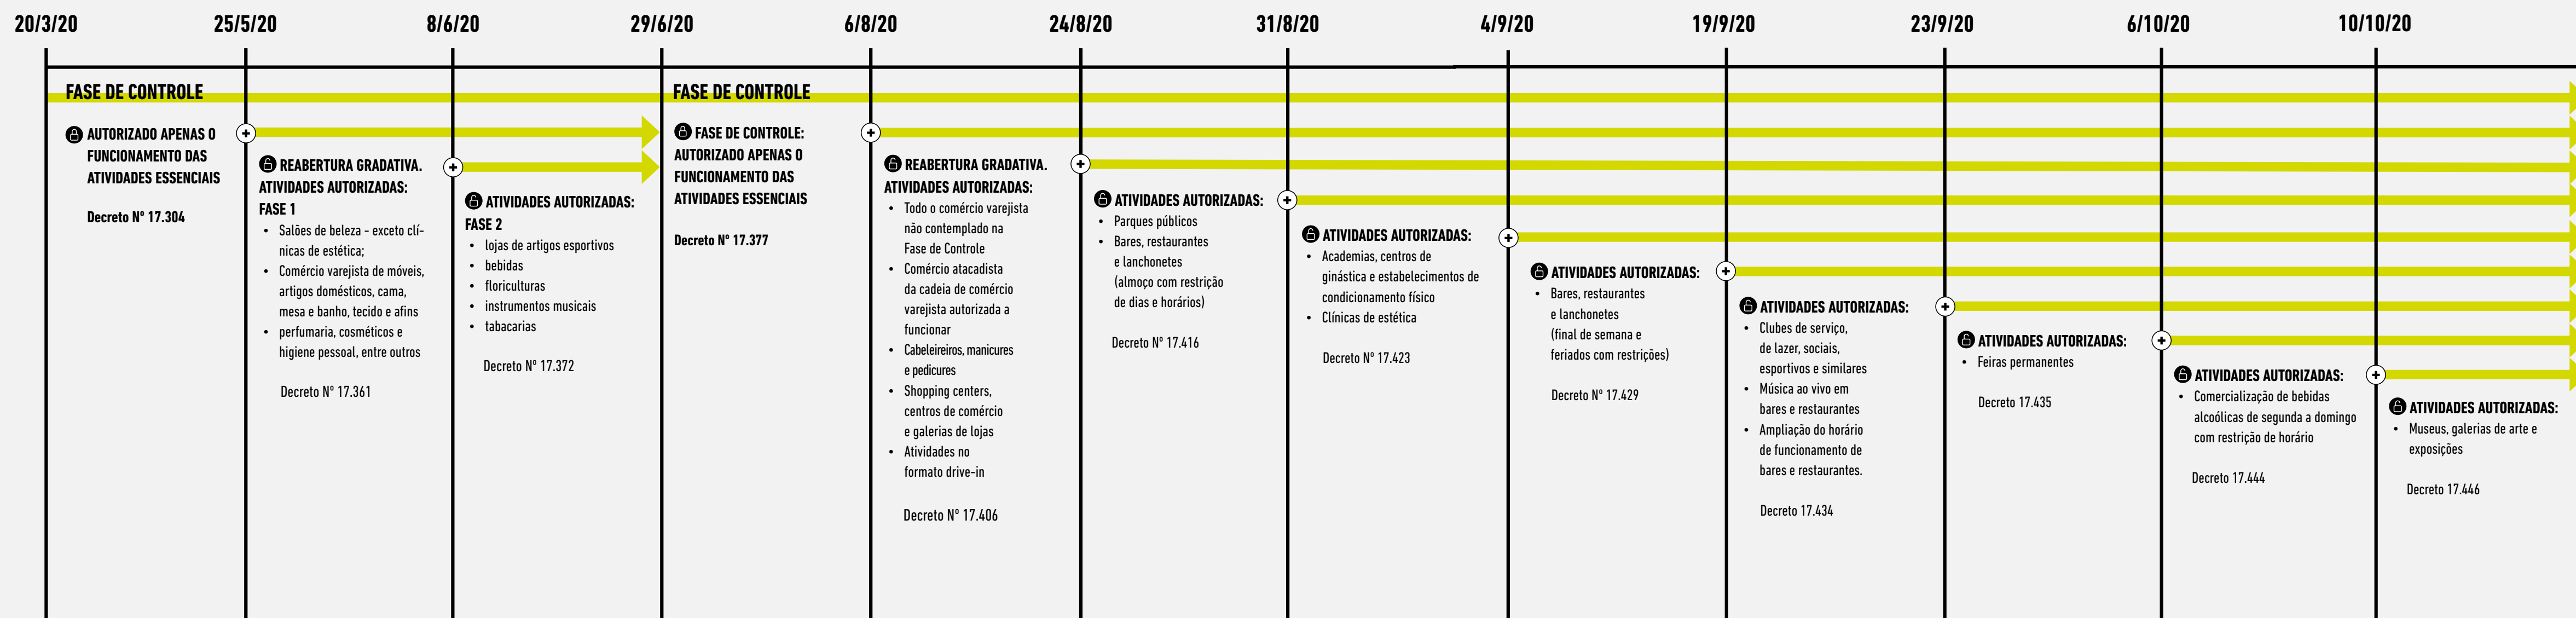 20/3/20
25/5/20
8/6/20
29/6/20
6/8/20
24/8/20
31/8/20
4/9/20
19/9/20
23/9/20
6/10/20
10/10/20
FASE DE CONTROLE
AUTORIZADO APENAS O
FUNCIONAMENTO DAS
ATIVIDADES ESSENCIAIS
Decreto Nº 17.304
REABERTURA GRADATIVA.
ATIVIDADES AUTORIZADAS:
FASE 1
• Salões de beleza - exceto clí-
nicas de estética;
• Comércio varejista de móveis,
artigos domésticos, cama,
mesa e banho, tecido e afins
• perfumaria, cosméticos e
higiene pessoal, entre outros
Decreto Nº 17.361
ATIVIDADES AUTORIZADAS:
FASE 2
• lojas de artigos esportivos
• bebidas
• floriculturas
• instrumentos musicais
• tabacarias
Decreto Nº 17.372
FASE DE CONTROLE
FASE DE CONTROLE:
AUTORIZADO APENAS O
FUNCIONAMENTO DAS
ATIVIDADES ESSENCIAIS
Decreto Nº 17.377
REABERTURA GRADATIVA.
ATIVIDADES AUTORIZADAS:
• Todo o comércio varejista
não contemplado na
Fase de Controle
• Comércio atacadista
da cadeia de comércio
varejista autorizada a
funcionar
• Cabeleireiros, manicures
e pedicures
• Shopping centers,
centros de comércio
e galerias de lojas
• Atividades no
formato drive-in
Decreto Nº 17.406
ATIVIDADES AUTORIZADAS:
• Parques públicos
• Bares, restaurantes
e lanchonetes
(almoço com restrição
de dias e horários)
Decreto Nº 17.416
ATIVIDADES AUTORIZADAS:
• Academias, centros de
ginástica e estabelecimentos de
condicionamento físico
• Clínicas de estética
Decreto Nº 17.423
ATIVIDADES AUTORIZADAS:
• Bares, restaurantes
e lanchonetes
(final de semana e
feriados com restrições)
Decreto Nº 17.429
ATIVIDADES AUTORIZADAS:
• Clubes de serviço,
de lazer, sociais,
esportivos e similares
• Música ao vivo em
bares e restaurantes
• Ampliação do horário
de funcionamento de
bares e restaurantes.
Decreto 17.434
ATIVIDADES AUTORIZADAS:
• Feiras permanentes
Decreto 17.435
ATIVIDADES AUTORIZADAS:
• Comercialização de bebidas
alcoólicas de segunda a domingo
com restrição de horário
Decreto 17.444
ATIVIDADES AUTORIZADAS:
• Museus, galerias de arte e
exposições
Decreto 17.446